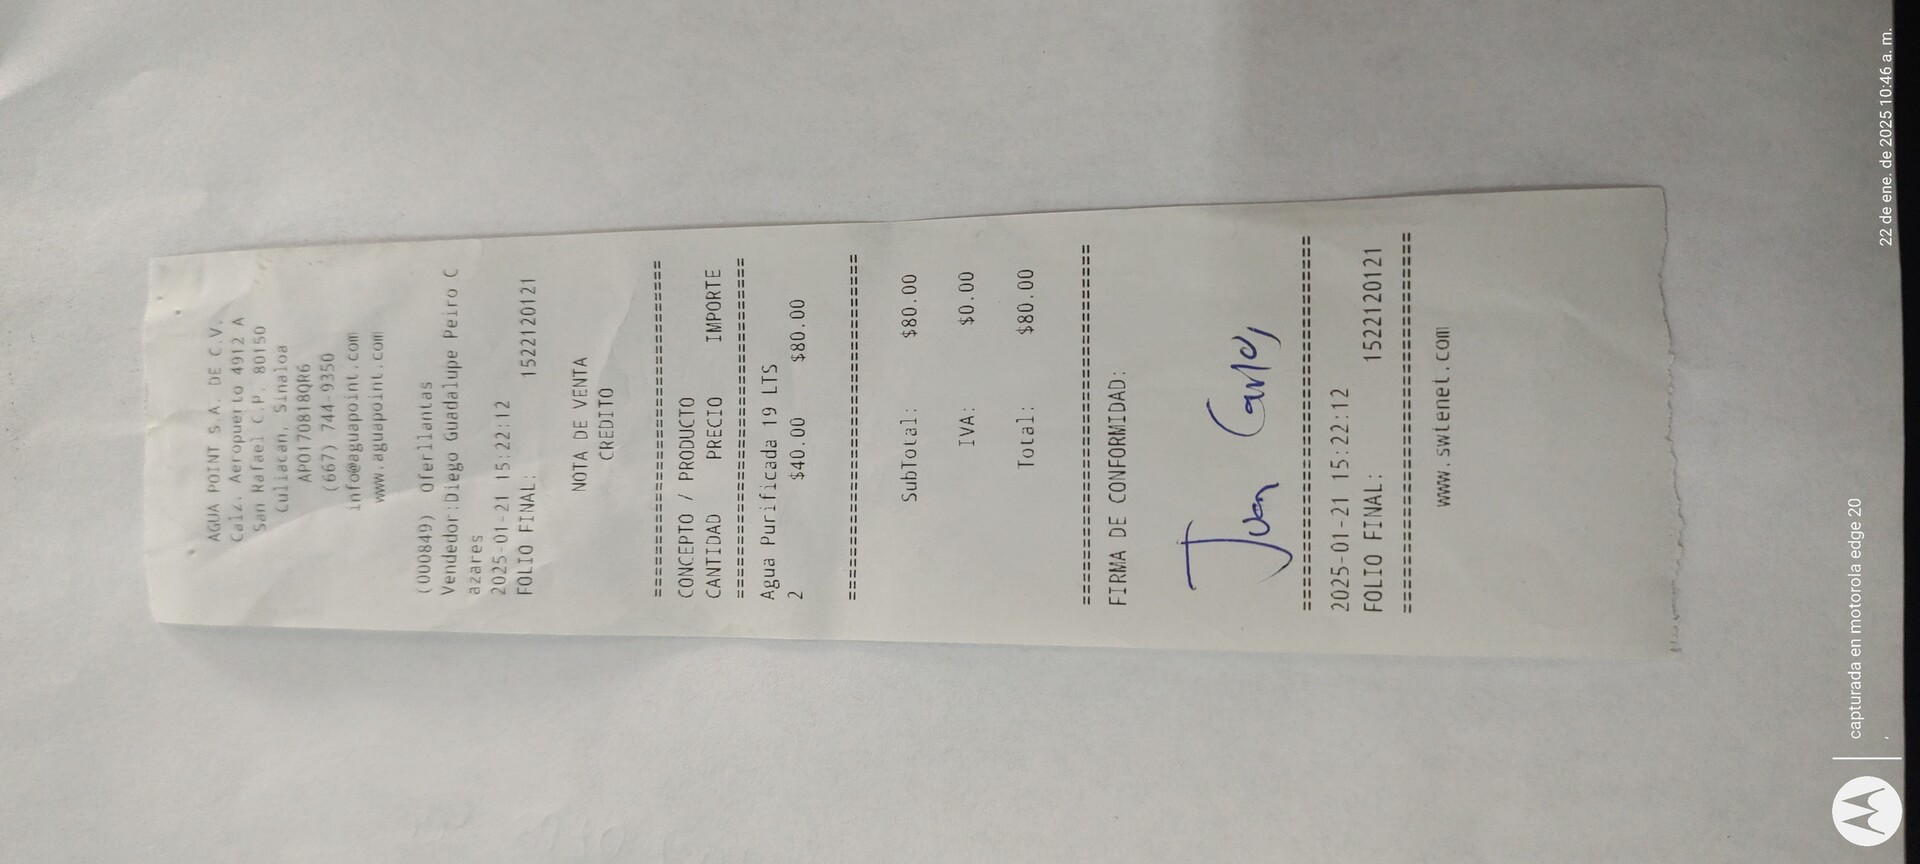 AGUA POINT S.A. DE C.V.
Calz. Aeropuerto 4912 A
San Rafael C.P. 80150
Culiacan, Sinaloa
APO170818QR6
(667) 744-9350
info@aguapoint.com
www.aguapoint.com
(000849) Oferllantas
Vendedor:Diego Guadalupe Peiro C
azares
2025-01-21 15:22:12
FOLIO FINAL: 1522120121
NOTA DE VENTA
CREDITO
================================
CONCEPTO / PRODUCTO
CANTIDAD PRECIO IMPORTE
================================
Agua Purificada 19 LTS
2 $40.00 $80.00
================================
SubTotal: $80.00
IVA: $0.00
Total: $80.00
================================
FIRMA DE CONFORMIDAD:
Juan Carlos
================================
2025-01-21 15:22:12
FOLIO FINAL: 1522120121
================================
www.swtenet.com
capturada en motorola edge 20
22 de ene. de 2025 10:46 a. m.